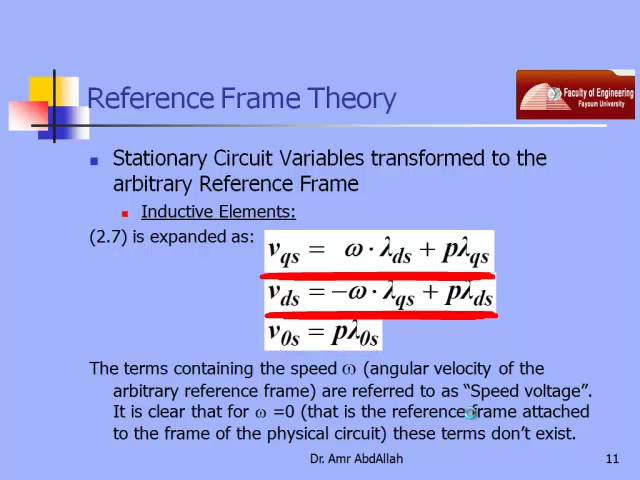 Reference Frame Theory
Faculty of Engineering
Fayoum University
Stationary Circuit Variables transformed to the
arbitrary Reference Frame
Inductive Elements:
(2.7) is expanded as:
v_qs = ω · λ_ds + pλ_qs
v_ds = −ω · λ_qs + pλ_ds
v_0s = pλ_0s
The terms containing the speed ω (angular velocity of the
arbitrary reference frame) are referred to as “Speed voltage”.
It is clear that for ω =0 (that is the reference frame attached
to the frame of the physical circuit) these terms don’t exist.
Dr. Amr AbdAllah
11